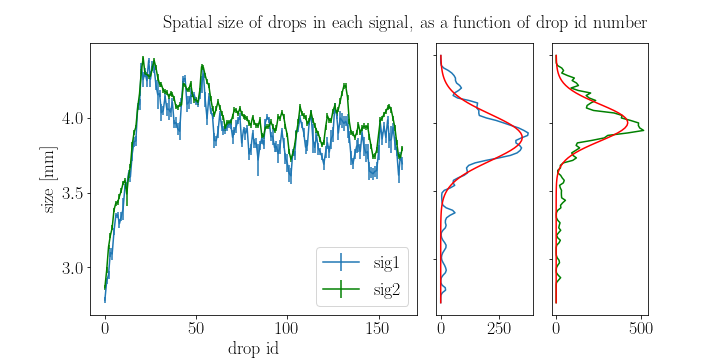 Spatial size of drops in each signal, as a function of drop id number
size [mm]
4.0
3.5
3.0
sig1
sig2
0 50 100 150
drop id
0 250
0 500